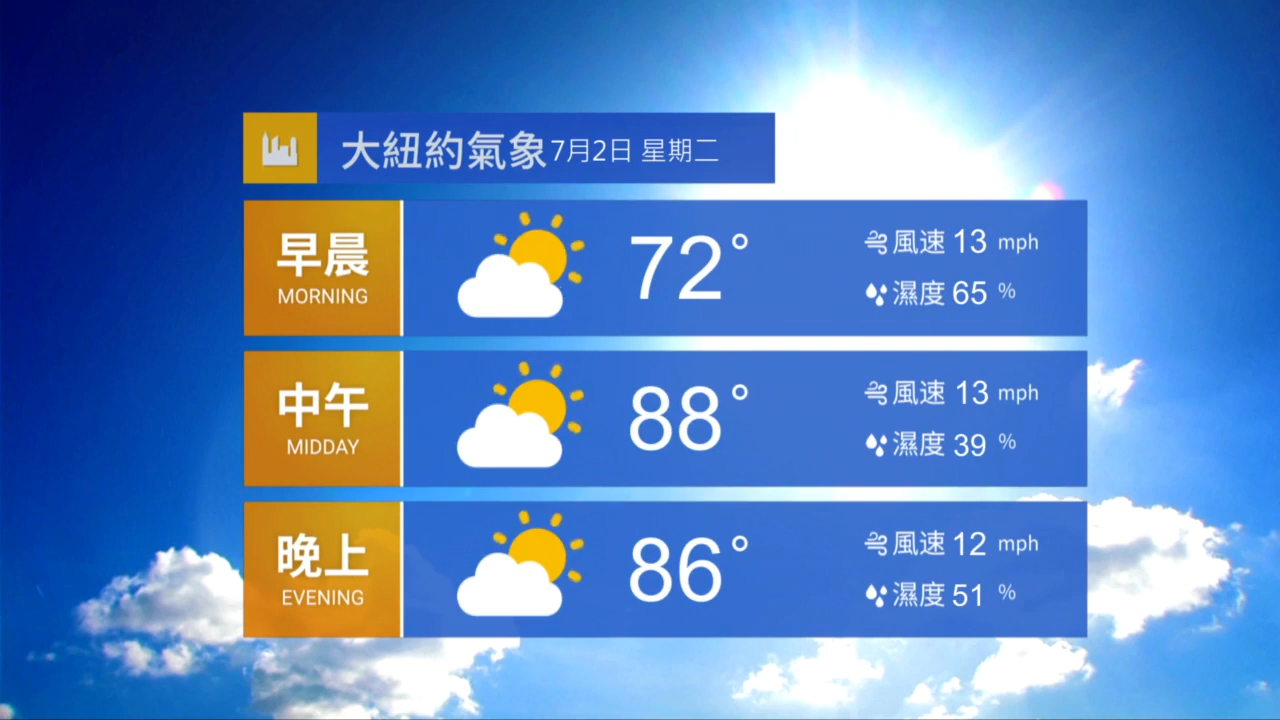 大紐約氣象 7月2日 星期二
早晨
MORNING
72°
風速 13 mph
濕度 65 %
中午
MIDDAY
88°
風速 13 mph
濕度 39 %
晚上
EVENING
86°
風速 12 mph
濕度 51 %